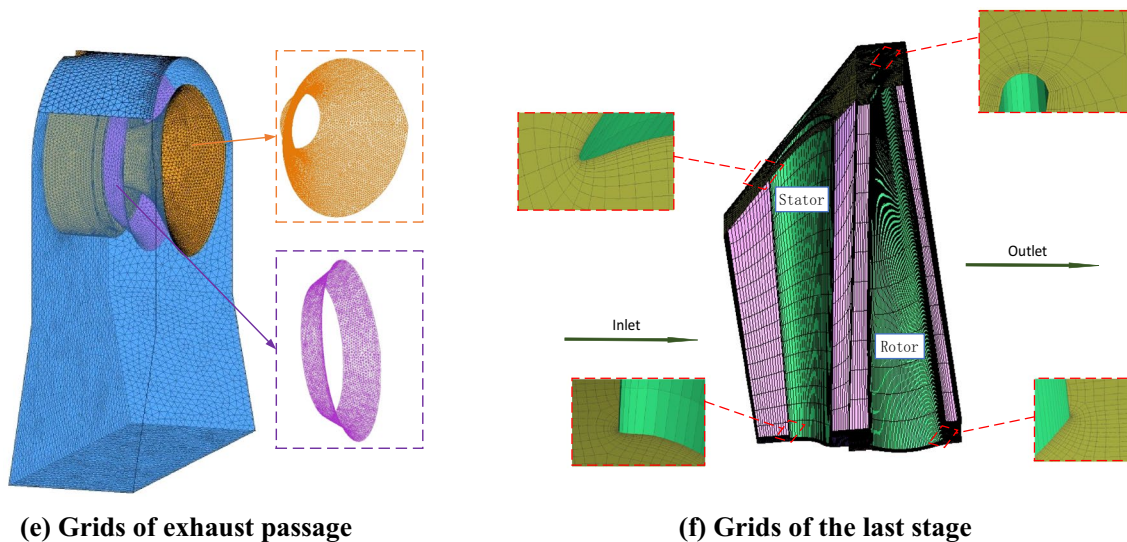 Stator
Outlet
Inlet
Rotor
(e) Grids of exhaust passage
(f) Grids of the last stage